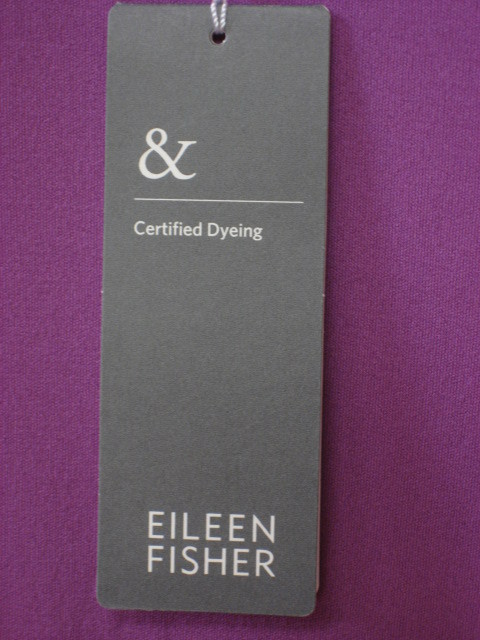 &
Certified Dyeing
EILEEN
FISHER